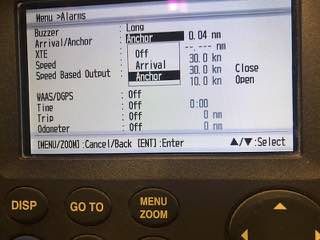 Menu >Alarms
Buzzer : Long
Arrival/Anchor : Anchor 0.04 nm
XTE : Off --.--- nm
Speed : Arrival 30.0 kn
Anchor 30.0 kn Close
Speed Based Output : 10.0 kn Open
WAAS/DGPS : Off
Time : Off 0:00
Trip : Off 0 nm
Odometer : Off 0 nm
[MENU/ZOOM]:Cancel/Back [ENT]:Enter ▲/▼:Select
DISP
GO TO
MENU
ZOOM